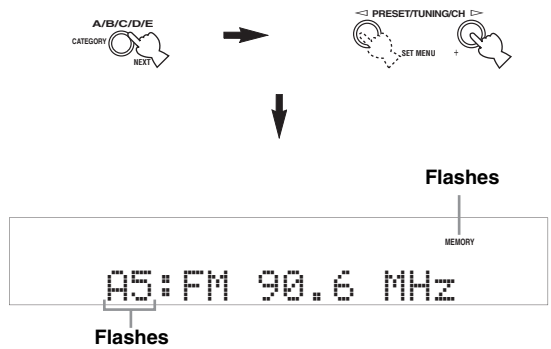 A/B/C/D/E
CATEGORY
NEXT
◁ PRESET/TUNING/CH ▷
SET MENU +
Flashes
MEMORY
A5:FM 90.6 MHz
Flashes